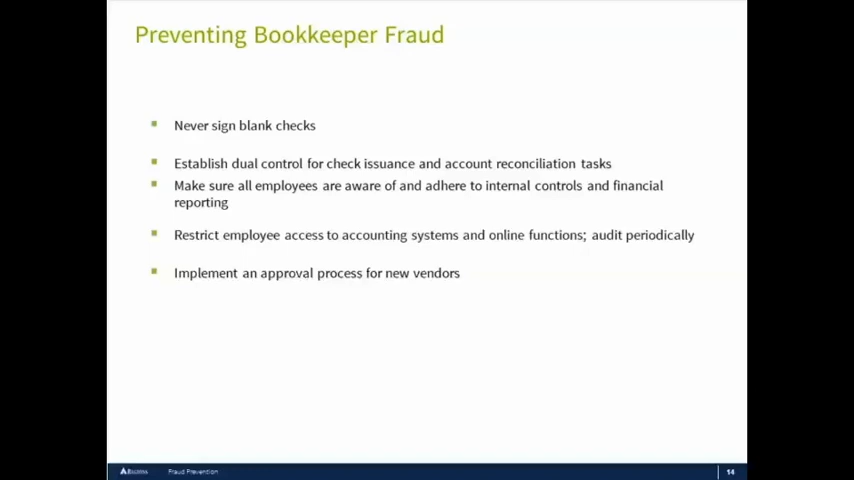 Preventing Bookkeeper Fraud
Never sign blank checks
Establish dual control for check issuance and account reconciliation tasks
Make sure all employees are aware of and adhere to internal controls and financial
reporting
Restrict employee access to accounting systems and online functions; audit periodically
Implement an approval process for new vendors
REGIONS
Fraud Prevention
14